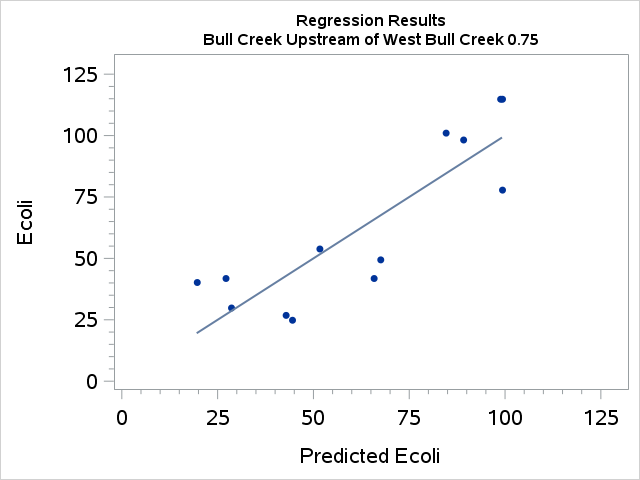 Regression Results
Bull Creek Upstream of West Bull Creek 0.75
125
100
75
50
25
0
Ecoli
0 25 50 75 100 125
Predicted Ecoli